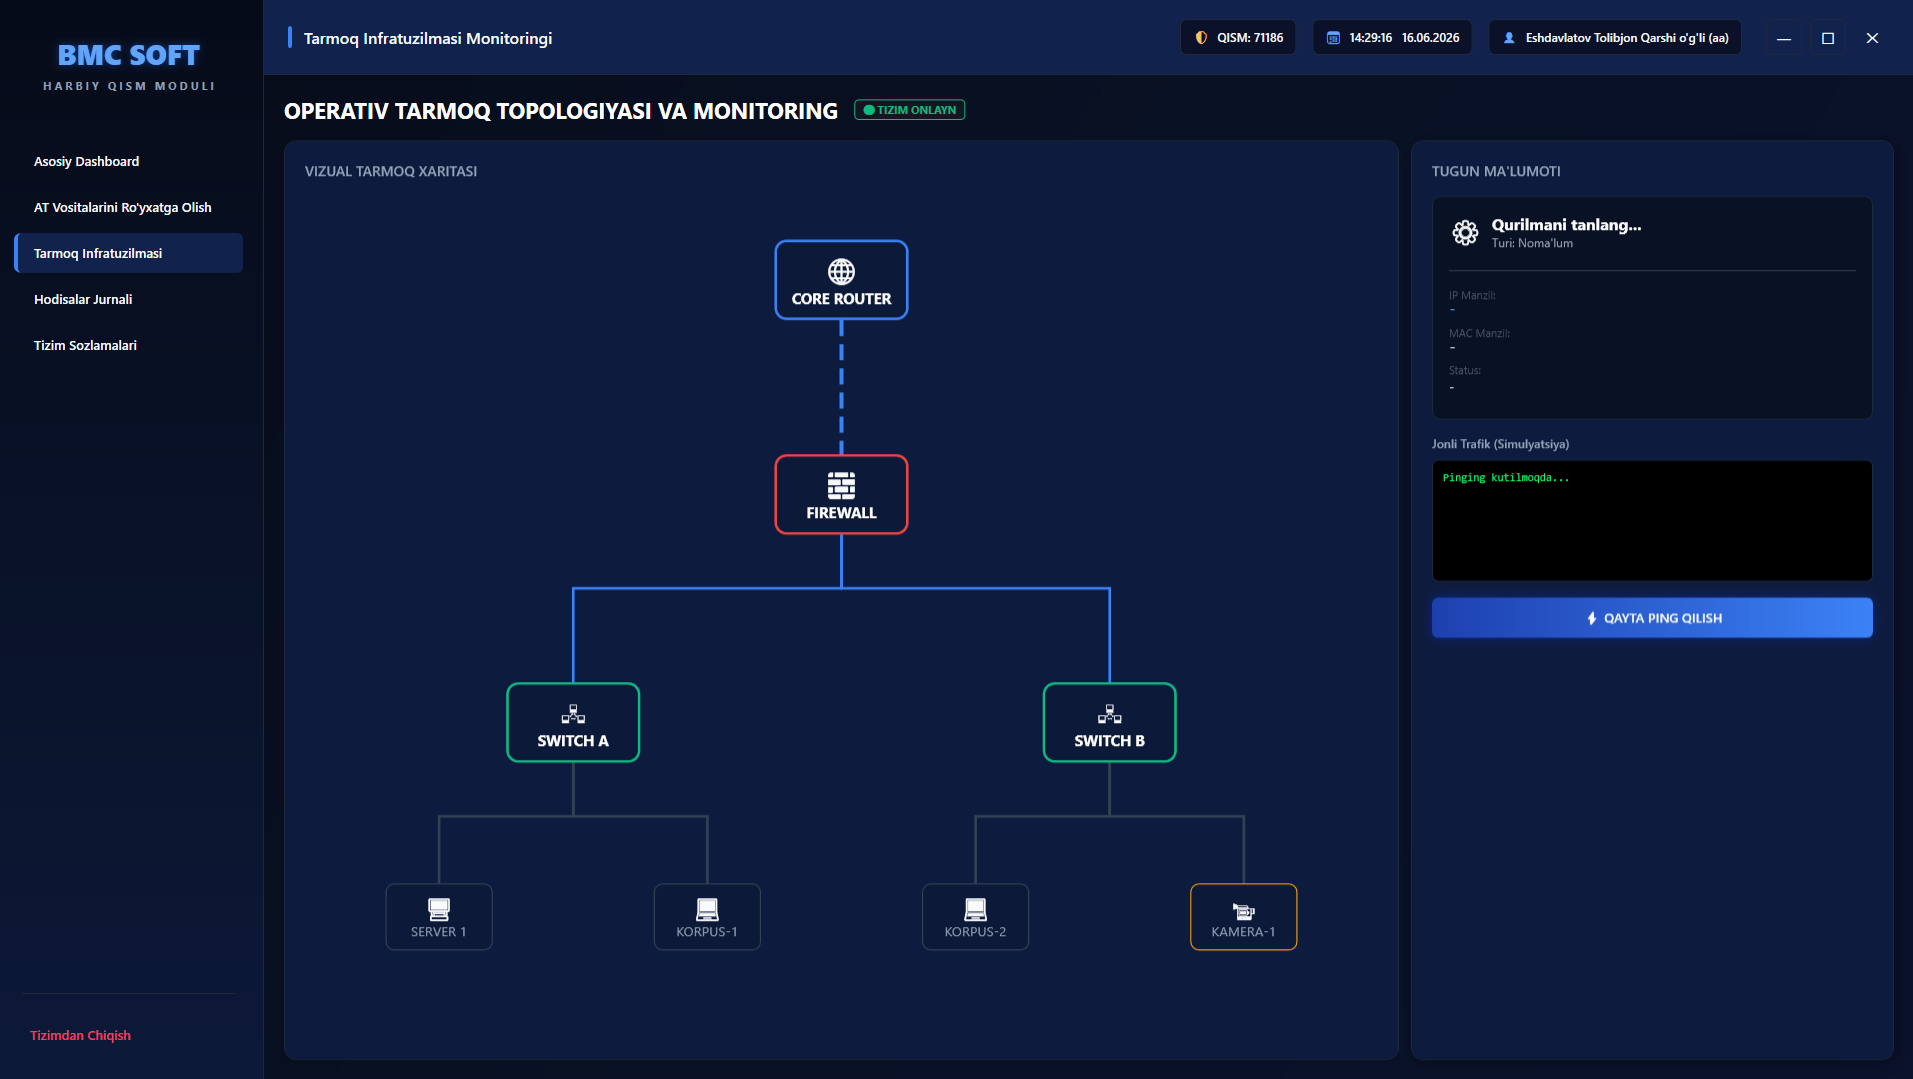 BMC SOFT
HARBIY QISM MODULI
Asosiy Dashboard
AT Vositalarini Ro'yxatga Olish
Tarmoq Infratuzilmasi
Hodisalar Jurnali
Tizim Sozlamalari
Tizimdan Chiqish
Tarmoq Infratuzilmasi Monitoringi
QISM: 71186
14:29:16 16.06.2026
Eshdavlatov Tolibjon Qarshi o'g'li (aa)
OPERATIV TARMOQ TOPOLOGIYASI VA MONITORING
TIZIM ONLAYN
VIZUAL TARMOQ XARITASI
CORE ROUTER
FIREWALL
SWITCH A
SWITCH B
SERVER 1
KORPUS-1
KORPUS-2
KAMERA-1
TUGUN MA'LUMOTI
Qurilmani tanlang...
Turi: Noma'lum
IP Manzil:
-
MAC Manzil:
-
Status:
-
Jonli Trafik (Simulyatsiya)
Pinging kutilmoqda...
QAYTA PING QILISH